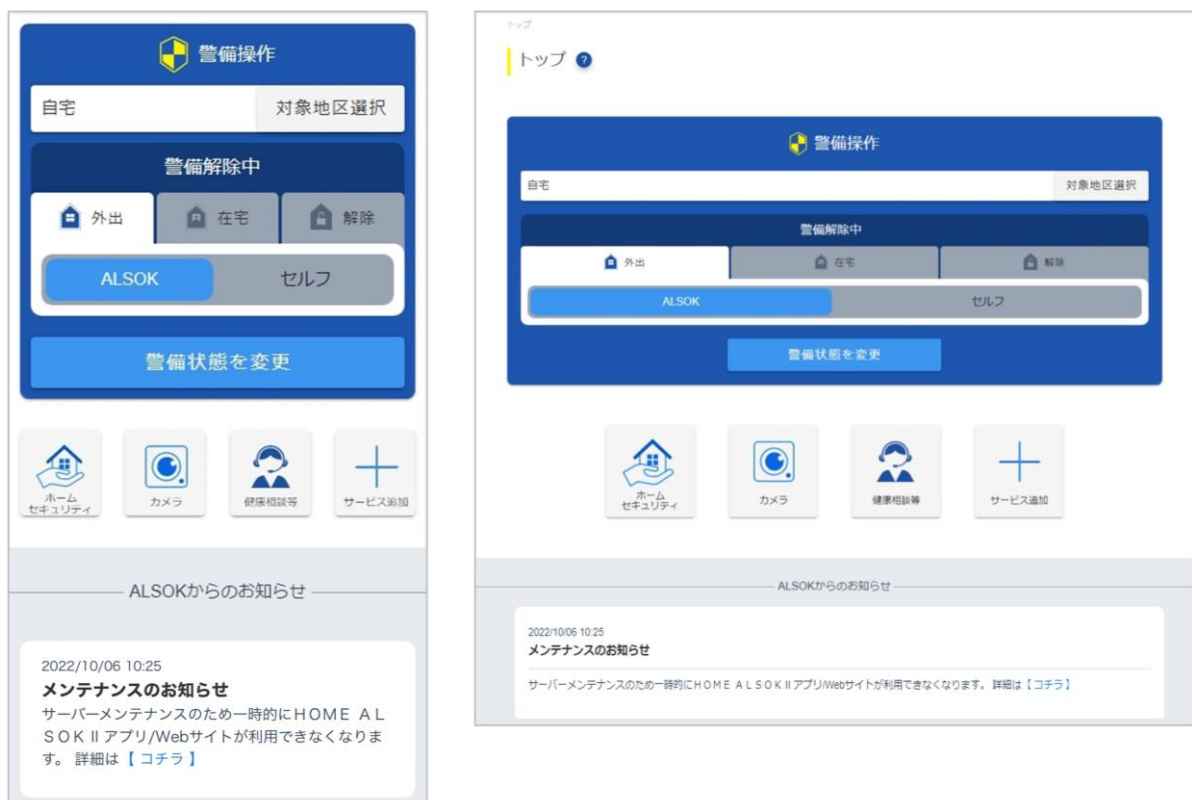 警備操作
自宅
対象地区選択
警備解除中
外出
在宅
解除
ALSOK
セルフ
警備状態を変更
ホーム
セキュリティ
カメラ
健康相談等
サービス追加
ALSOKからのお知らせ
2022/10/06 10:25
メンテナンスのお知らせ
サーバーメンテナンスのため一時的にHOME AL
SOKⅡアプリ/Webサイトが利用できなくなりま
す。 詳細は【 コチラ 】
トップ
トップ ?
警備操作
自宅
対象地区選択
警備解除中
外出
在宅
解除
ALSOK
セルフ
警備状態を変更
ホーム
セキュリティ
カメラ
健康相談等
サービス追加
ALSOKからのお知らせ
2022/10/06 10:25
メンテナンスのお知らせ
サーバーメンテナンスのため一時的にHOME ALSOKⅡアプリ/Webサイトが利用できなくなります。 詳細は【 コチラ 】